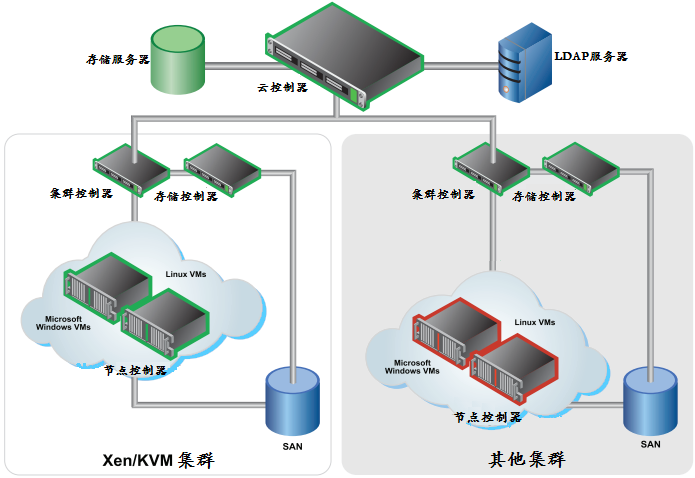 存储服务器
云控制器
LDAP服务器
集群控制器
存储控制器
Linux VMs
Microsoft
Windows VMs
节点控制器
SAN
Xen/KVM 集群
集群控制器
存储控制器
Linux VMs
Microsoft
Windows VMs
节点控制器
SAN
其他集群